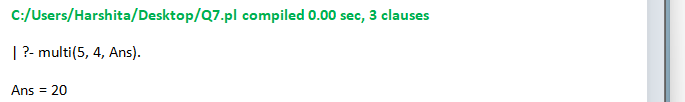 C:/Users/Harshita/Desktop/Q7.pl compiled 0.00 sec, 3 clauses
| ?- multi(5, 4, Ans).
Ans = 20